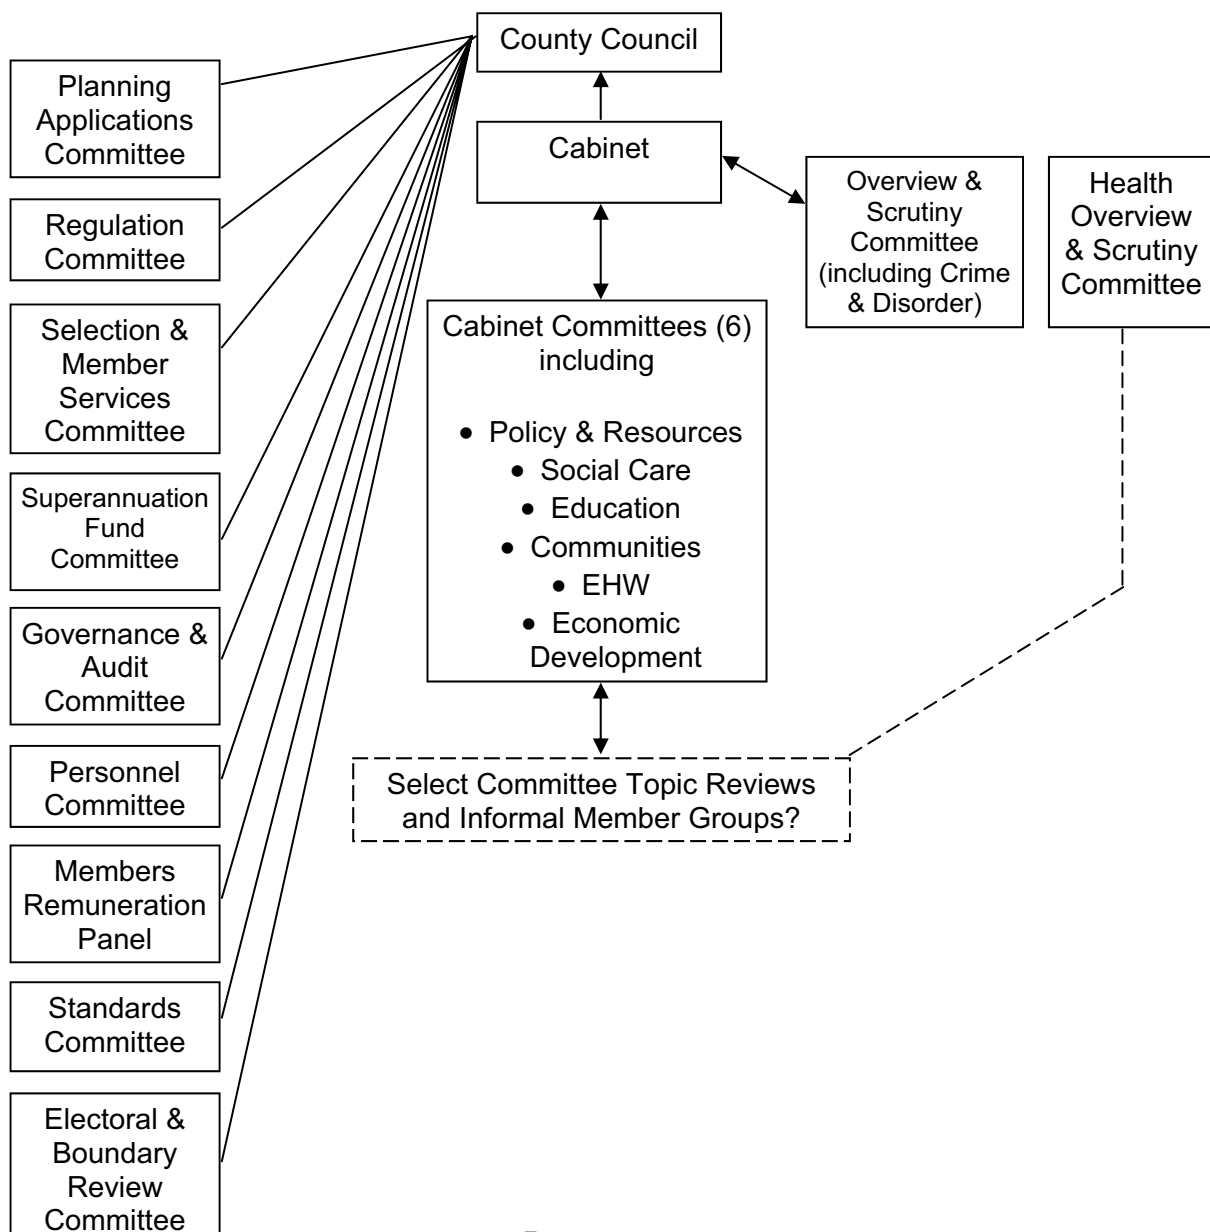 County Council
Planning
Applications
Committee
Cabinet
Overview &
Scrutiny
Committee
(including Crime
& Disorder)
Health
Overview
& Scrutiny
Committee
Regulation
Committee
Selection &
Member
Services
Committee
Cabinet Committees (6)
including
• Policy & Resources
• Social Care
• Education
• Communities
• EHW
• Economic
Development
Superannuation
Fund
Committee
Governance &
Audit
Committee
Personnel
Committee
Select Committee Topic Reviews
and Informal Member Groups?
Members
Remuneration
Panel
Standards
Committee
Electoral &
Boundary
Review
Committee